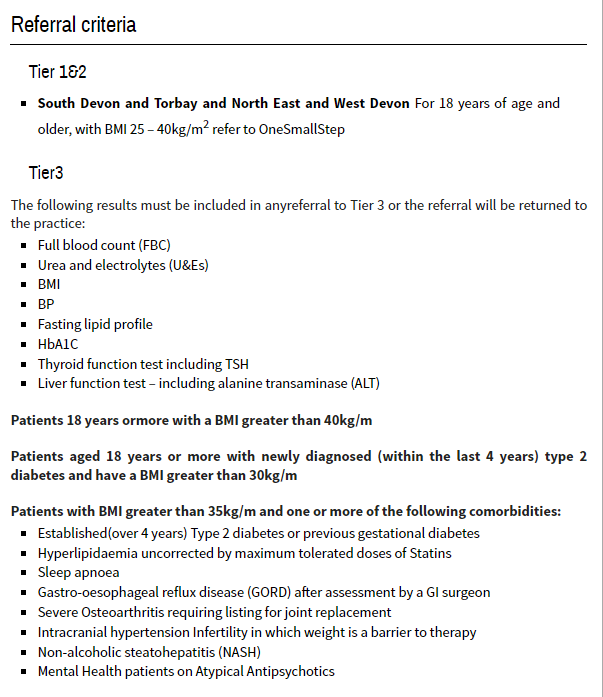 Referral criteria
Tier 1&2
▪ South Devon and Torbay and North East and West Devon For 18 years of age and
older, with BMI 25 – 40kg/m² refer to OneSmallStep
Tier3
The following results must be included in anyreferral to Tier 3 or the referral will be returned to
the practice:
▪ Full blood count (FBC)
▪ Urea and electrolytes (U&Es)
▪ BMI
▪ BP
▪ Fasting lipid profile
▪ HbA1C
▪ Thyroid function test including TSH
▪ Liver function test – including alanine transaminase (ALT)
Patients 18 years ormore with a BMI greater than 40kg/m
Patients aged 18 years or more with newly diagnosed (within the last 4 years) type 2
diabetes and have a BMI greater than 30kg/m
Patients with BMI greater than 35kg/m and one or more of the following comorbidities:
▪ Established(over 4 years) Type 2 diabetes or previous gestational diabetes
▪ Hyperlipidaemia uncorrected by maximum tolerated doses of Statins
▪ Sleep apnoea
▪ Gastro-oesophageal reflux disease (GORD) after assessment by a GI surgeon
▪ Severe Osteoarthritis requiring listing for joint replacement
▪ Intracranial hypertension Infertility in which weight is a barrier to therapy
▪ Non-alcoholic steatohepatitis (NASH)
▪ Mental Health patients on Atypical Antipsychotics